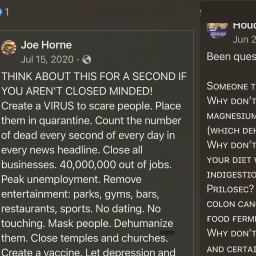 1
Joe Horne
Jul 15, 2020 ·
THINK ABOUT THIS FOR A SECOND IF
YOU AREN'T CLOSED MINDED!
Create a VIRUS to scare people. Place
them in quarantine. Count the number
of dead every second of every day in
every news headline. Close all
businesses. 40,000,000 out of jobs.
Peak unemployment. Remove
entertainment: parks, gyms, bars,
restaurants, sports. No dating. No
touching. Mask people. Dehumanize
them. Close temples and churches.
Create a vaccine. Let depression and
Jun 2
Been ques
SOMEONE T
WHY DON'T
MAGNESIUM
(WHICH DEH
WHY DON'T
YOUR DIET
INDIGESTIO
PRILOSEC?
COLON CAN
FOOD FERME
WHY DON'T
AND CERTAI